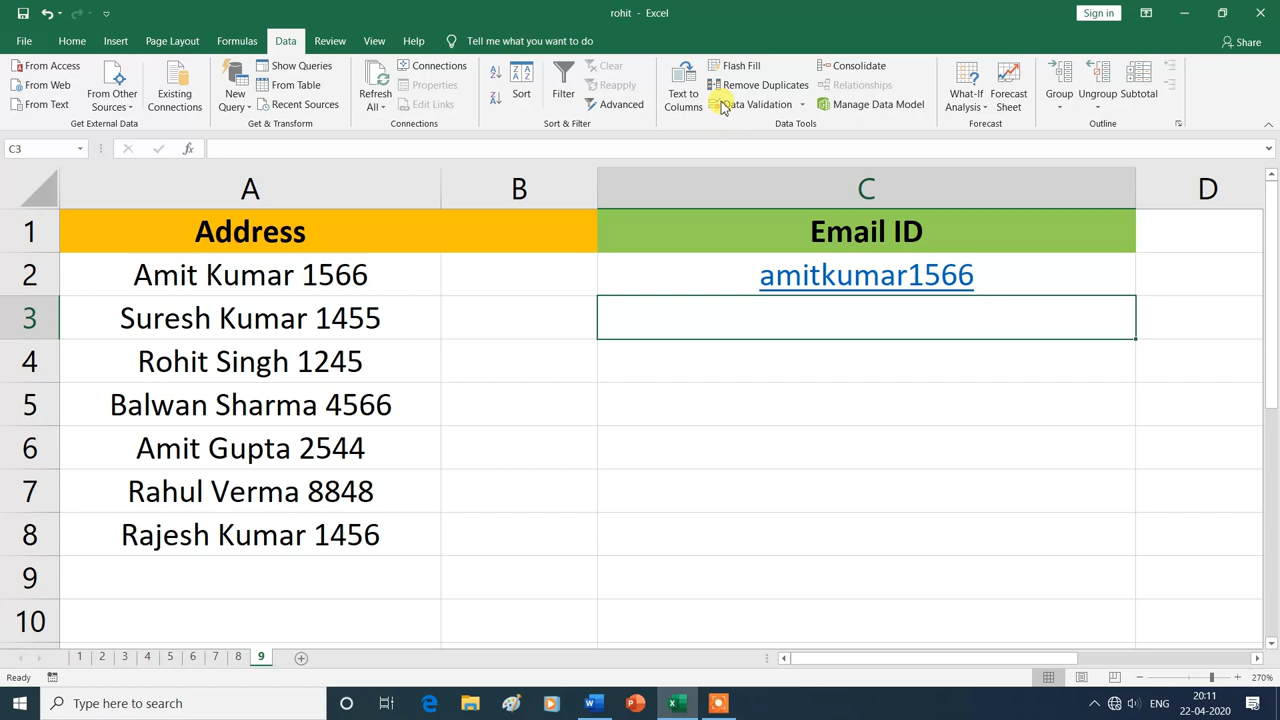 rohit - Excel
Sign in
File Home Insert Page Layout Formulas Data Review View Help Tell me what you want to do Share
From Access
From Web
From Text
From Other Sources
Existing Connections
Get External Data
New Query
Show Queries
From Table
Recent Sources
Get & Transform
Refresh All
Connections
Properties
Edit Links
Connections
Sort
Filter
Clear
Reapply
Advanced
Sort & Filter
Text to Columns
Flash Fill
Remove Duplicates
Data Validation
Consolidate
Relationships
Manage Data Model
Data Tools
What-If Analysis
Forecast Sheet
Forecast
Group
Ungroup
Subtotal
Outline
C3 fx
A B C D
1 Address Email ID
2 Amit Kumar 1566 amitkumar1566
3 Suresh Kumar 1455
4 Rohit Singh 1245
5 Balwan Sharma 4566
6 Amit Gupta 2544
7 Rahul Verma 8848
8 Rajesh Kumar 1456
9
10
1 2 3 4 5 6 7 8 9
Ready 270%
Type here to search
ENG
20:11
22-04-2020